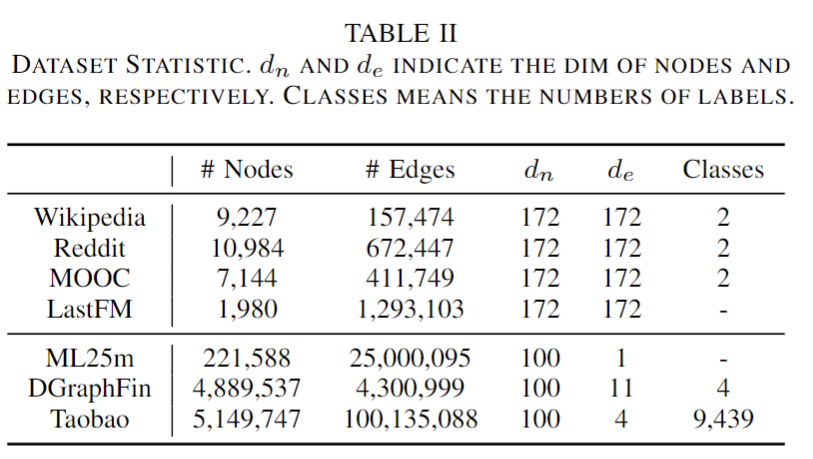 TABLE II
DATASET STATISTIC. dn AND de INDICATE THE DIM OF NODES AND
EDGES, RESPECTIVELY. CLASSES MEANS THE NUMBERS OF LABELS.
# Nodes # Edges dn de Classes
Wikipedia 9,227 157,474 172 172 2
Reddit 10,984 672,447 172 172 2
MOOC 7,144 411,749 172 172 2
LastFM 1,980 1,293,103 172 172 -
ML25m 221,588 25,000,095 100 1 -
DGraphFin 4,889,537 4,300,999 100 11 4
Taobao 5,149,747 100,135,088 100 4 9,439